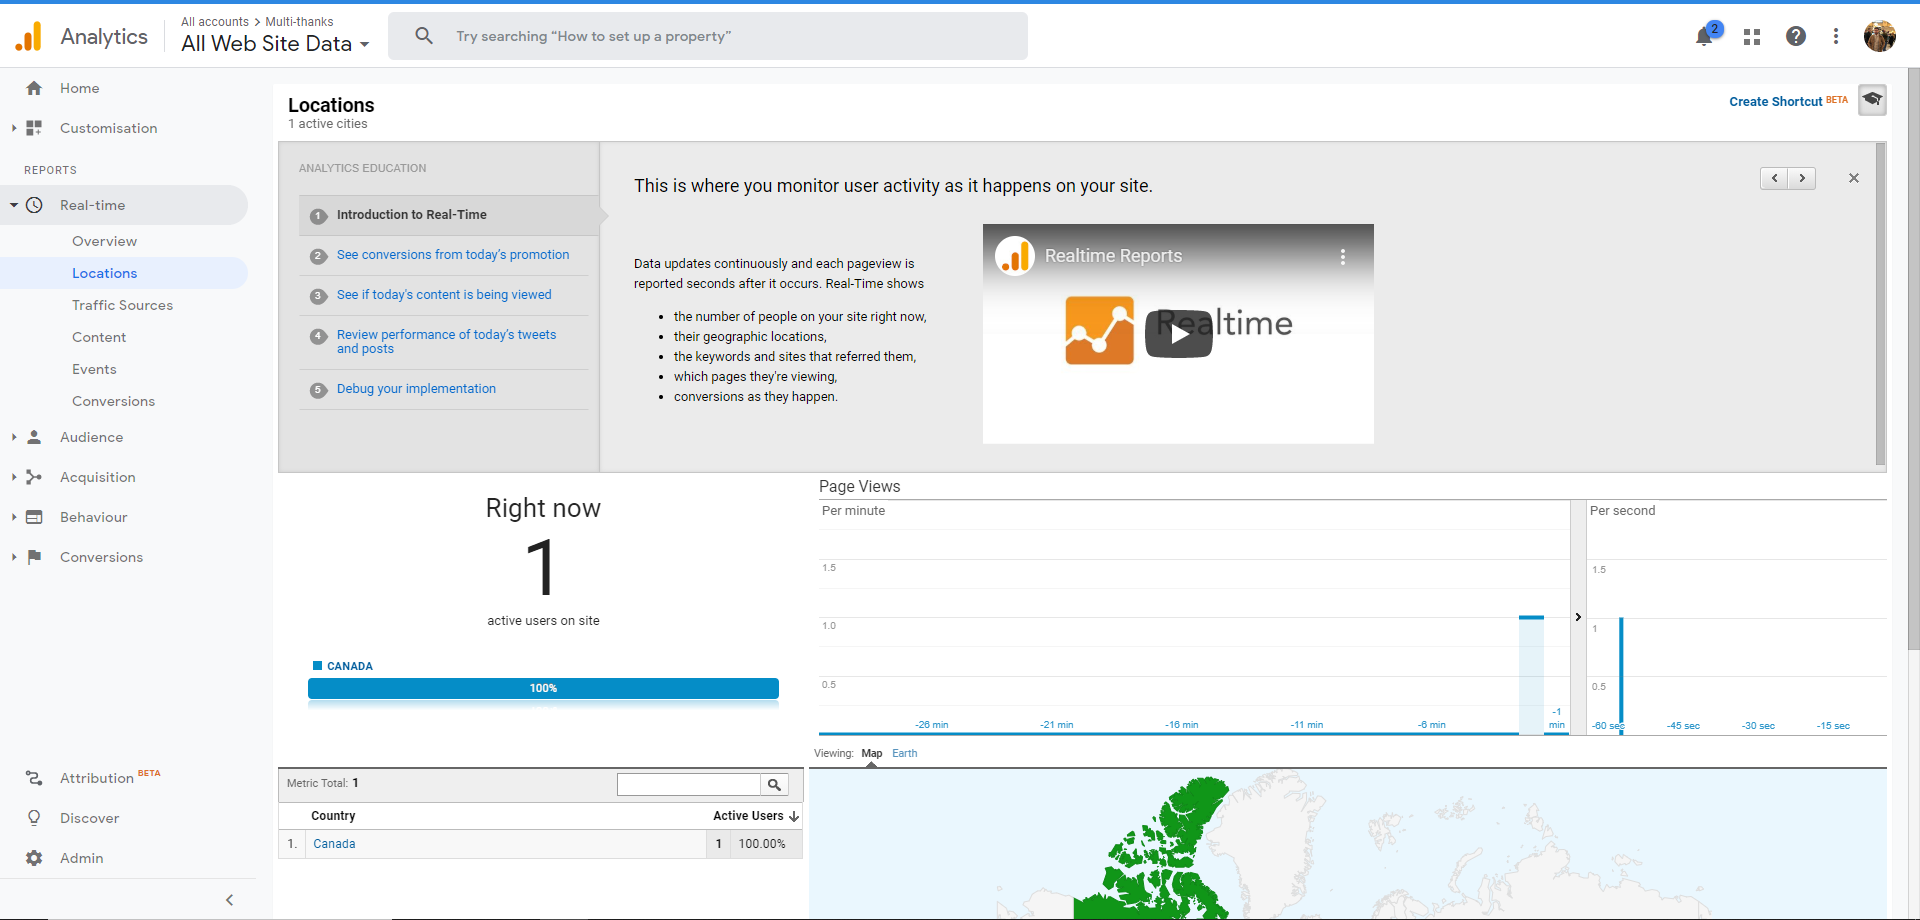 Analytics
All accounts > Multi-thanks
All Web Site Data
Try searching “How to set up a property”
2
Home
Customisation
REPORTS
Real-time
Overview
Locations
Traffic Sources
Content
Events
Conversions
Audience
Acquisition
Behaviour
Conversions
Attribution BETA
Discover
Admin
Locations
1 active cities
Create Shortcut BETA
ANALYTICS EDUCATION
1 Introduction to Real-Time
2 See conversions from today's promotion
3 See if today's content is being viewed
4 Review performance of today's tweets
and posts
5 Debug your implementation
This is where you monitor user activity as it happens on your site.
Data updates continuously and each pageview is
reported seconds after it occurs. Real-Time shows
• the number of people on your site right now,
• their geographic locations,
• the keywords and sites that referred them,
• which pages they're viewing,
• conversions as they happen.
Realtime Reports
Realtime
Right now
1
active users on site
CANADA
100%
Page Views
Per minute
1.5
1.0
0.5
-26 min
-21 min
-16 min
-11 min
-6 min
-1
min
Per second
1.5
1
0.5
-60 sec
-45 sec
-30 sec
-15 sec
Viewing: Map Earth
Metric Total: 1
Country
Active Users
1. Canada 1 100.00%